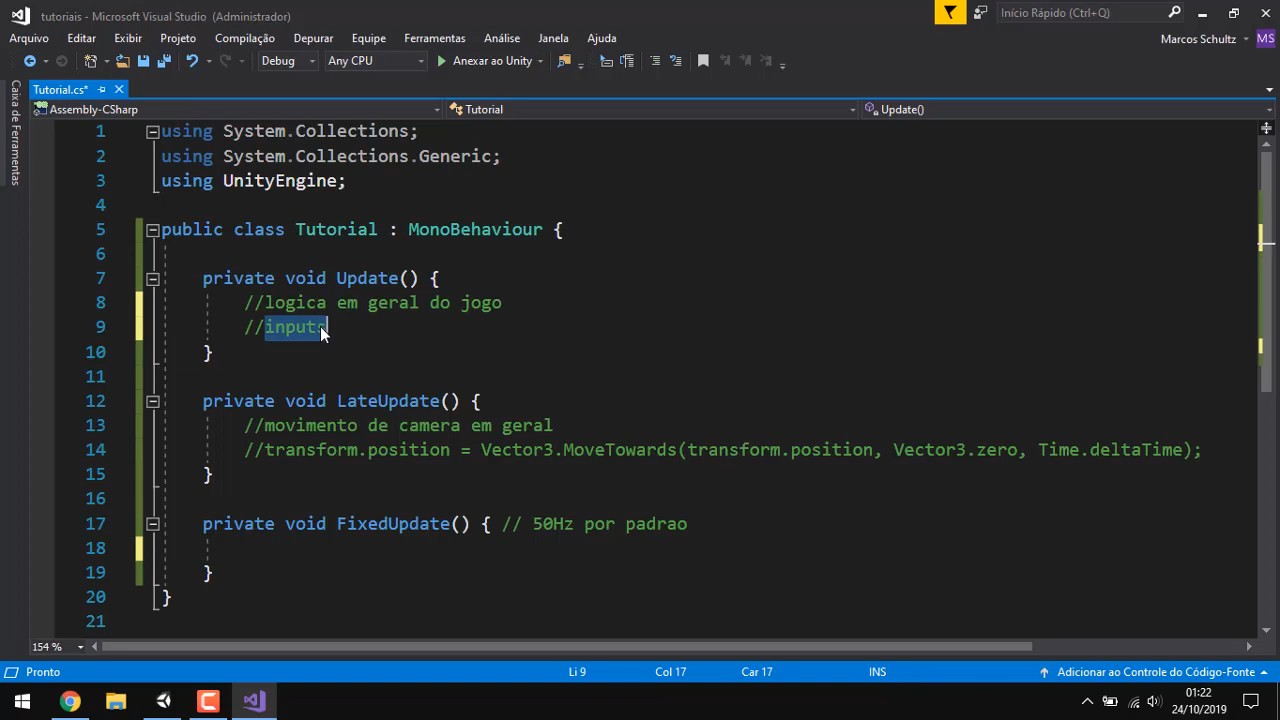 tutoriais - Microsoft Visual Studio (Administrador)
Início Rápido (Ctrl+Q)
Arquivo Editar Exibir Projeto Compilação Depurar Equipe Ferramentas Análise Janela Ajuda
Marcos Schultz MS
Debug Any CPU Anexar ao Unity
Tutorial.cs*
Assembly-CSharp Tutorial Update()
Caixa de Ferramentas
1 using System.Collections;
2 using System.Collections.Generic;
3 using UnityEngine;
4
5 public class Tutorial : MonoBehaviour {
6
7 private void Update() {
8 //logica em geral do jogo
9 //inputs
10 }
11
12 private void LateUpdate() {
13 //movimento de camera em geral
14 //transform.position = Vector3.MoveTowards(transform.position, Vector3.zero, Time.deltaTime);
15 }
16
17 private void FixedUpdate() { // 50Hz por padrao
18
19 }
20 }
21
154 %
Pronto Li 9 Col 17 Car 17 INS Adicionar ao Controle do Código-Fonte
01:22
24/10/2019